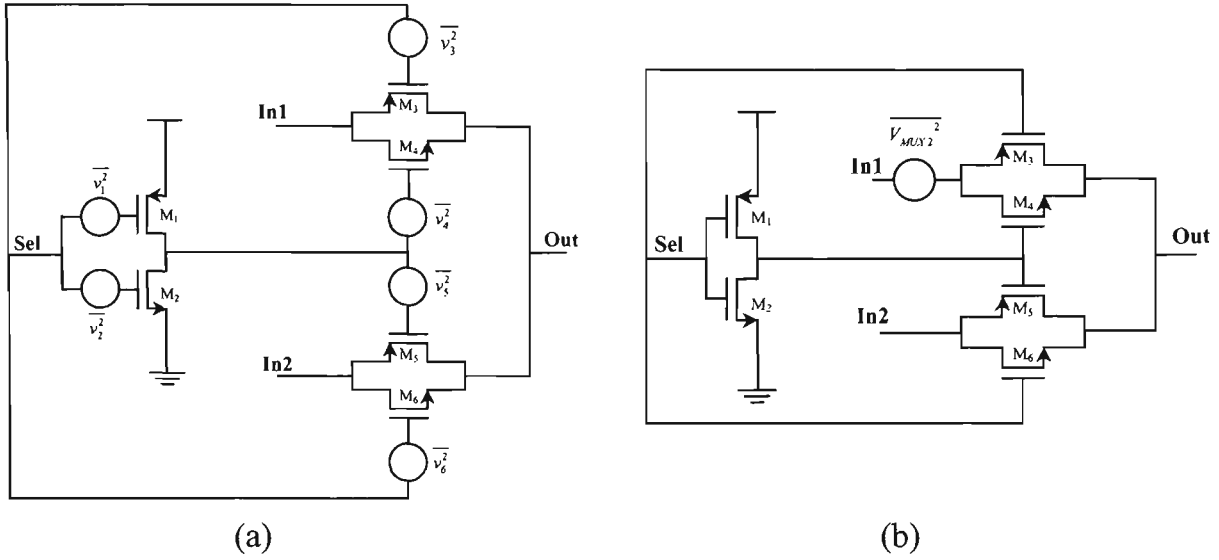 v̅₃²
In1
M₃
M₄
v̅₁²
M₁
v̅₄²
Sel
Out
v̅₅²
M₂
v̅₂²
In2
M₅
M₆
v̅₆²
(a)
V_MUX2²
In1
M₃
M₄
M₁
Sel
Out
M₂
In2
M₅
M₆
(b)